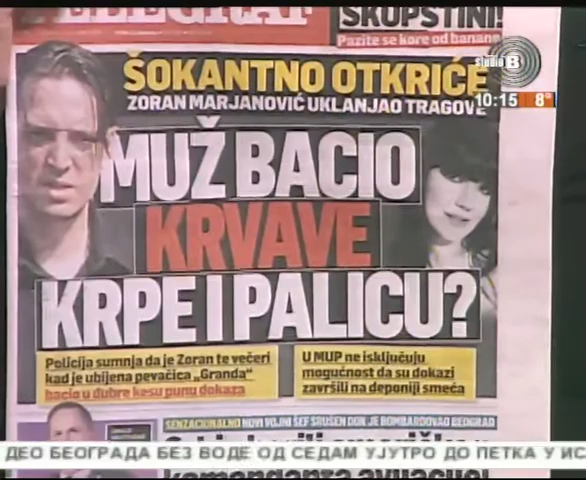 SKUPŠTINI!
Pazite se kore od banane
studio B
10:15 8°
ŠOKANTNO OTKRIĆE
ZORAN MARJANOVIĆ UKLANJAO TRAGOVE
MUŽ BACIO
KRVAVE
KRPE I PALICU?
Policija sumnja da je Zoran te večeri
kad je ubijena pevačica „Granda“
bacio u đubre kesu punu dokaza
U MUP ne isključuju
mogućnost da su dokazi
završili na deponiji smeća
SENZACIONALNO NOVI VOJNI ŠEF SRUŠEN DON JE BOMBARDOVAO BEOGRAD
ДЕО БЕОГРАДА БЕЗ ВОДЕ ОД СЕДАМ УЈУТРО ДО ПЕТКА У ИС